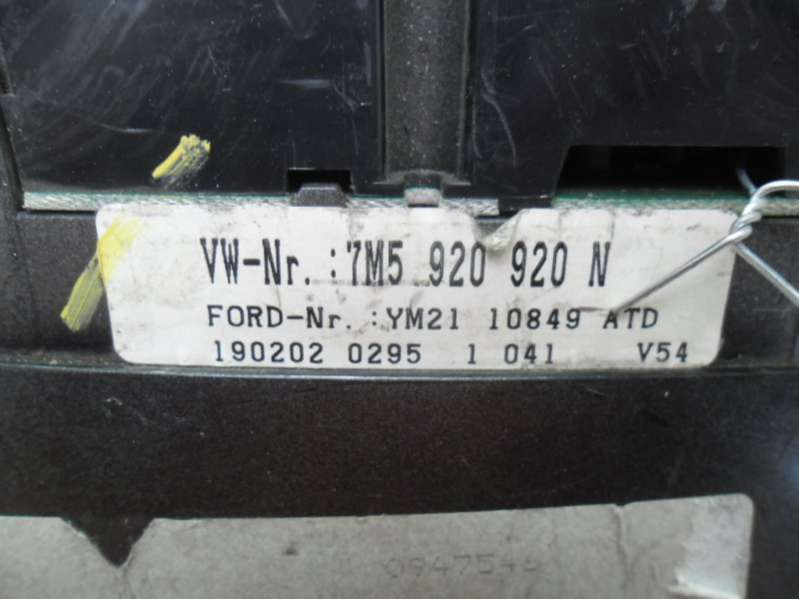 VW-Nr.:7M5 920 920 N
FORD-Nr.:YM21 10849 ATD
190202 0295 1 041 V54